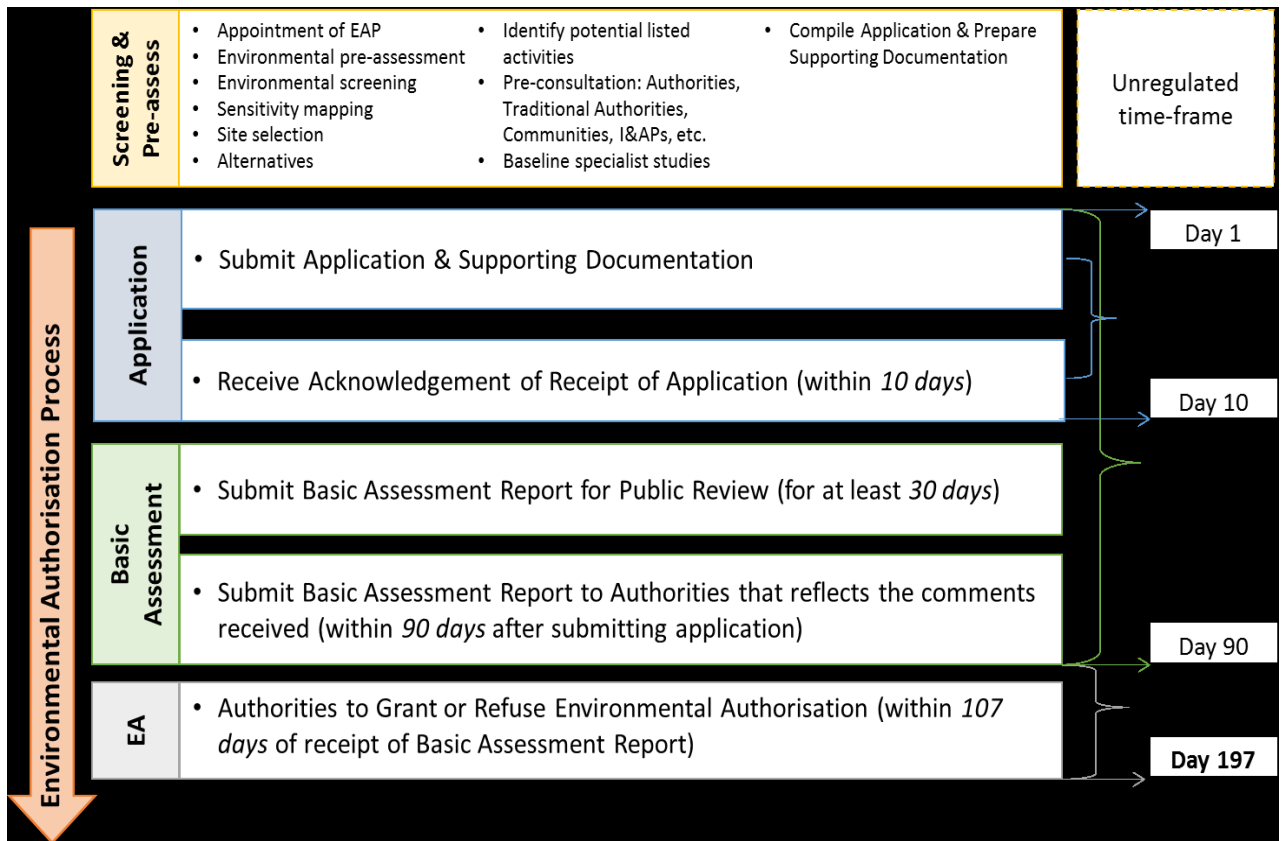 Screening &
Pre-assess
• Appointment of EAP
• Environmental pre-assessment
• Environmental screening
• Sensitivity mapping
• Site selection
• Alternatives
• Identify potential listed
activities
• Pre-consultation: Authorities,
Traditional Authorities,
Communities, I&APs, etc.
• Baseline specialist studies
• Compile Application & Prepare
Supporting Documentation
Unregulated
time-frame
Environmental Authorisation Process
Application
• Submit Application & Supporting Documentation
Day 1
• Receive Acknowledgement of Receipt of Application (within 10 days)
Day 10
Basic
Assessment
• Submit Basic Assessment Report for Public Review (for at least 30 days)
• Submit Basic Assessment Report to Authorities that reflects the comments
received (within 90 days after submitting application)
Day 90
EA
• Authorities to Grant or Refuse Environmental Authorisation (within 107
days of receipt of Basic Assessment Report)
Day 197